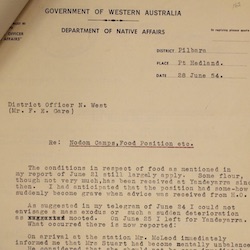 GOVERNMENT OF WESTERN AUSTRALIA
DEPARTMENT OF NATIVE AFFAIRS
DISTRICT Pilbara
PLACE Pt Hedland
DATE 28 June 54.
District Officer N. West
(Mr. F. E. Gare)
Re: Nodon Camps, Food Position etc.
The conditions in respect of food as mentioned in
my report of June 21 still largely apply. Some flour,
though not very much, has been received at Yandeyarra since
then. I had anticipated that the position had some-how
suddenly become grave when advice was received from H.O.
As suggested in my telegram of June 24 I could not
envisage a mass exodus or such a sudden deterioration
as hooted. On June 25 I left for Yandeyarra.
What occurred there is now reported:
On arrival at the station Mr. McLeod immediately
informed me that Mrs Stuart had become mentally